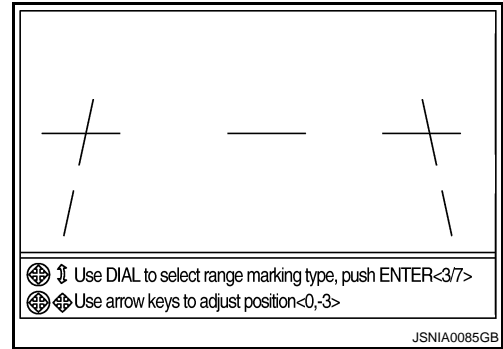 Use DIAL to select range marking type, push ENTER<3/7>
Use arrow keys to adjust position<0,-3>
JSNIA0085GB